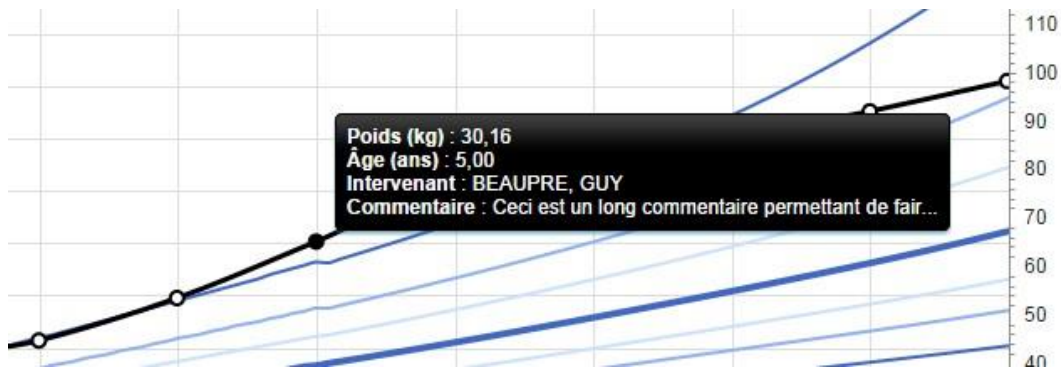 Poids (kg) : 30,16
Âge (ans) : 5,00
Intervenant : BEAUPRE, GUY
Commentaire : Ceci est un long commentaire permettant de fair...
110
100
90
80
70
60
50
40